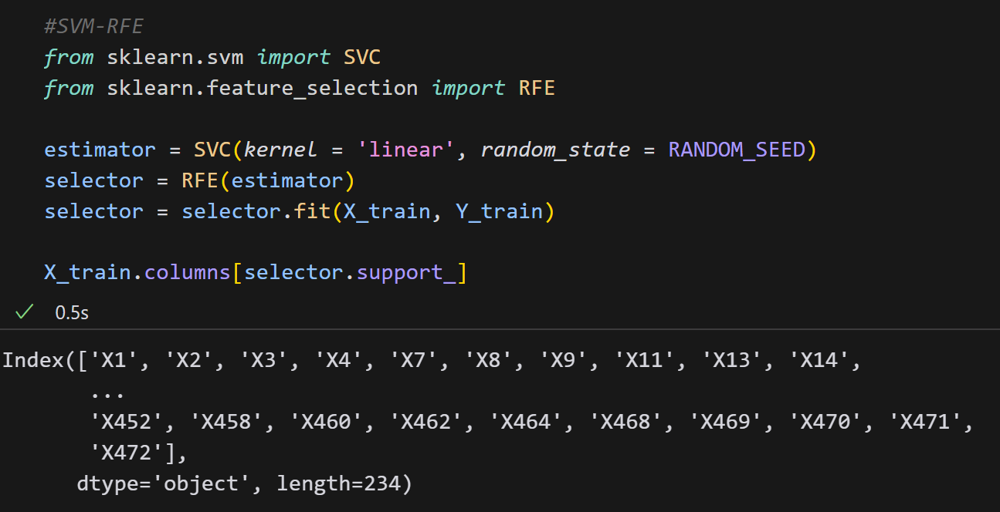 #SVM-RFE
from sklearn.svm import SVC
from sklearn.feature_selection import RFE
estimator = SVC(kernel = 'linear', random_state = RANDOM_SEED)
selector = RFE(estimator)
selector = selector.fit(X_train, Y_train)
X_train.columns[selector.support_]
0.5s
Index(['X1', 'X2', 'X3', 'X4', 'X7', 'X8', 'X9', 'X11', 'X13', 'X14',
...
'X452', 'X458', 'X460', 'X462', 'X464', 'X468', 'X469', 'X470', 'X471',
'X472'],
dtype='object', length=234)